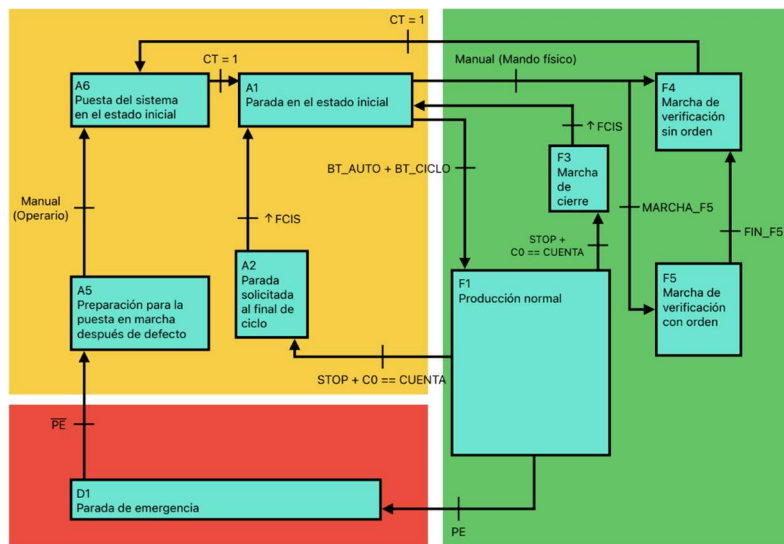 CT = 1
CT = 1
Manual (Mando físico)
A6
Puesta del sistema
en el estado inicial
A1
Parada en el estado inicial
F4
Marcha de
verificación
sin orden
↑FCIS
F3
Marcha
de
cierre
BT_AUTO + BT_CICLO
Manual
(Operario)
↑FCIS
MARCHA_F5
FIN_F5
STOP +
C0 == CUENTA
A2
Parada
solicitada
al final de
ciclo
A5
Preparación para la
puesta en marcha
después de defecto
F1
Producción normal
F5
Marcha de
verificación
con orden
STOP + C0 == CUENTA
P̅E̅
D1
Parada de emergencia
PE